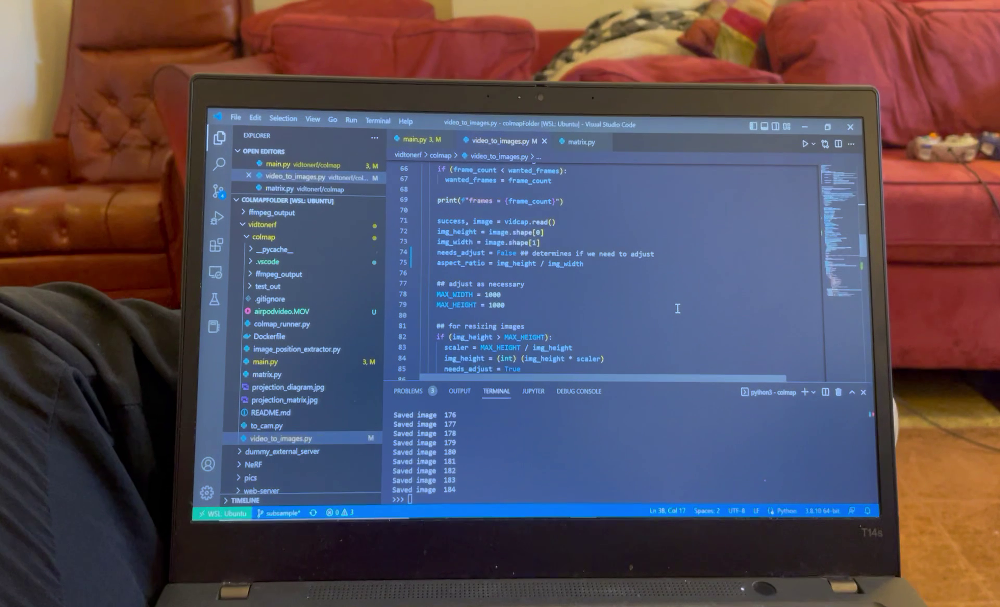 File Edit Selection View Go Run Terminal Help
video_to_images.py - colmapFolder [WSL: Ubuntu] - Visual Studio Code
EXPLORER
OPEN EDITORS
main.py vidtonerf/colmap 3, M
video_to_images.py vidtonerf/col... M
matrix.py vidtonerf/colmap
COLMAPFOLDER [WSL: UBUNTU]
ffmpeg_output
vidtonerf
colmap
__pycache__
.vscode
ffmpeg_output
test_out
.gitignore
airpodvideo.MOV U
colmap_runner.py
Dockerfile
image_position_extractor.py
main.py 3, M
matrix.py
projection_diagram.jpg
projection_matrix.jpg
README.md
to_cam.py
video_to_images.py M
dummy_external_server
NeRF
pics
web-server
TIMELINE
main.py 3, M video_to_images.py M matrix.py
vidtonerf > colmap > video_to_images.py > ...
66 if (frame_count < wanted_frames):
67 wanted_frames = frame_count
68
69 print(f"frames = {frame_count}")
70
71 success, image = vidcap.read()
72 img_height = image.shape[0]
73 img_width = image.shape[1]
74 needs_adjust = False ## determines if we need to adjust
75 aspect_ratio = img_height / img_width
76
77 ## adjust as necessary
78 MAX_WIDTH = 1000
79 MAX_HEIGHT = 1000
80
81 ## for resizing images
82 if (img_height > MAX_HEIGHT):
83 scaler = MAX_HEIGHT / img_height
84 img_height = (int) (img_height * scaler)
85 needs_adjust = True
86
PROBLEMS 3 OUTPUT TERMINAL JUPYTER DEBUG CONSOLE
python3 - colmap
Saved image 176
Saved image 177
Saved image 178
Saved image 179
Saved image 180
Saved image 181
Saved image 182
Saved image 183
Saved image 184
>>>
WSL: Ubuntu subsample* 0 3
Ln 38, Col 17 Spaces: 2 UTF-8 LF Python 3.8.10 64-bit
T14s